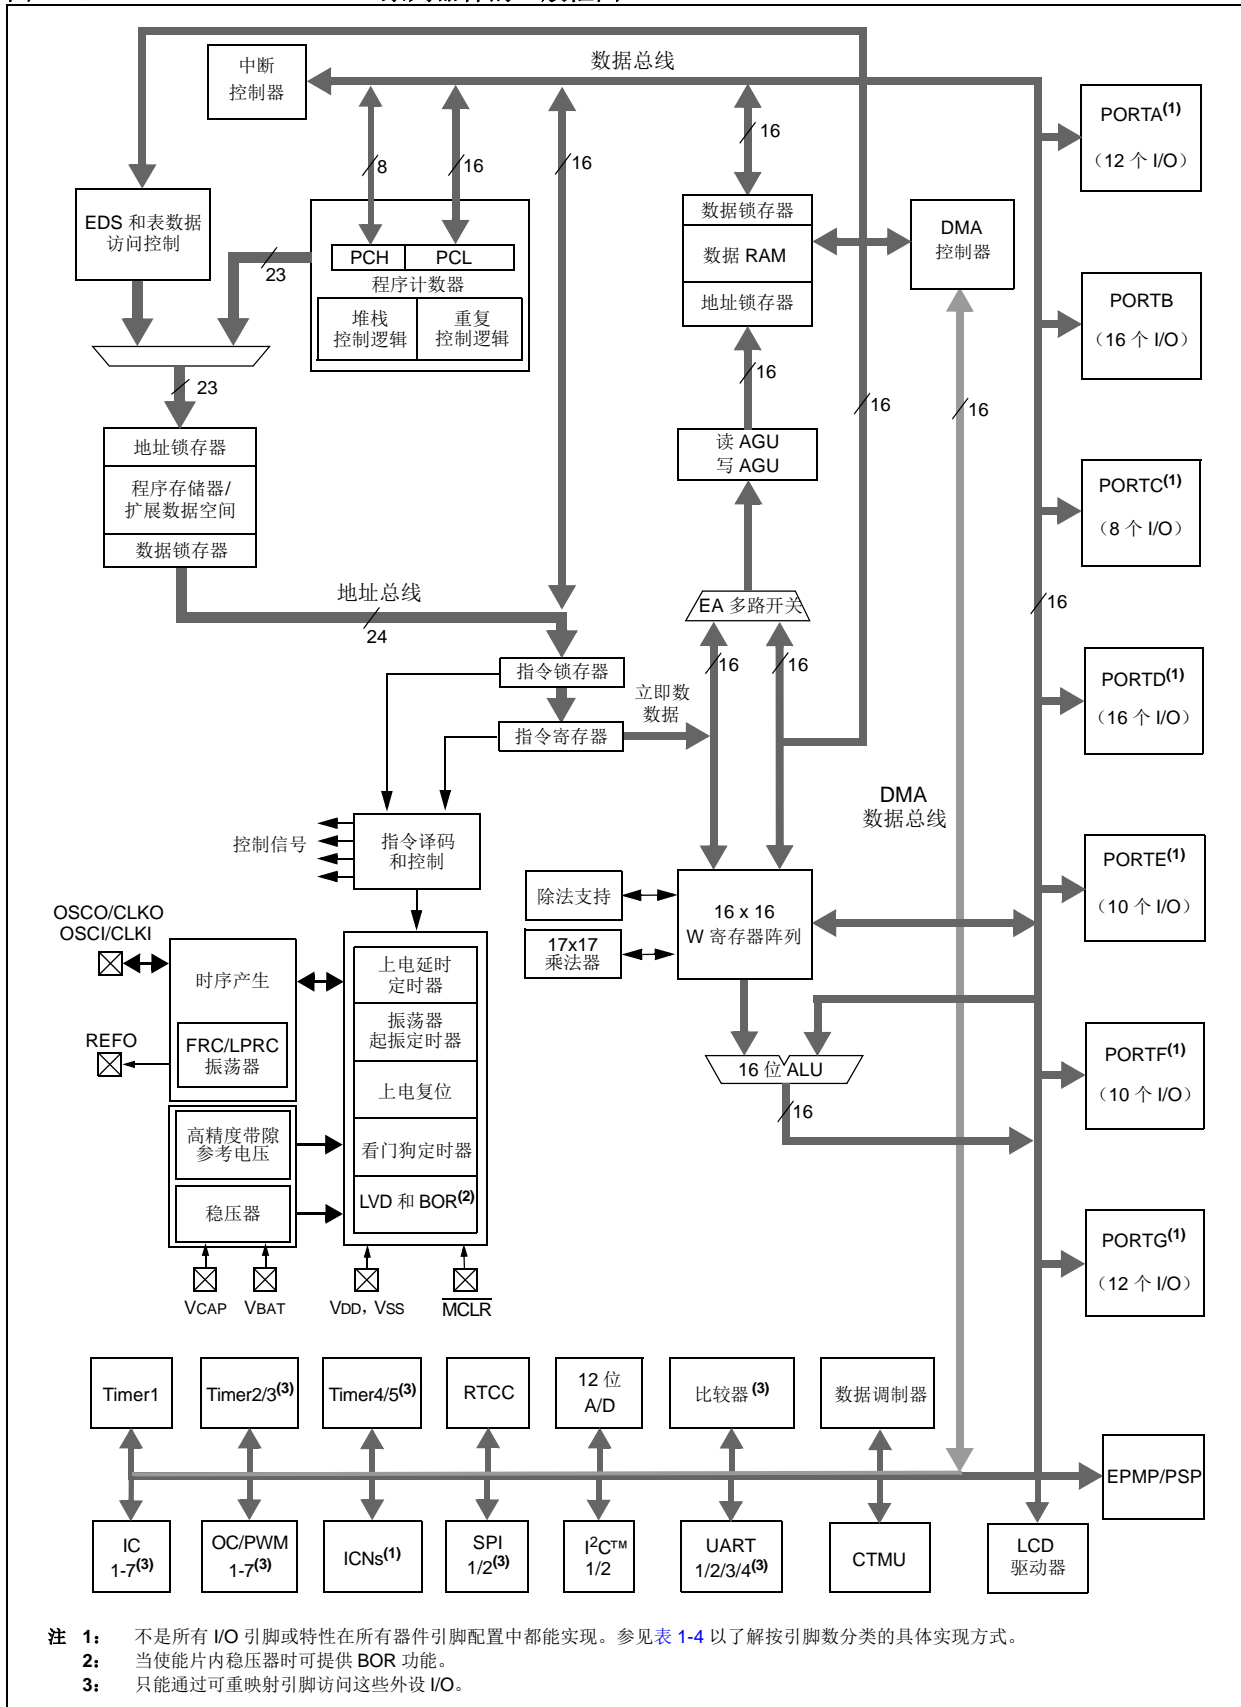 数据总线
中断
控制器
PORTA(1)
（12 个 I/O）
16
8
16
16
EDS 和表数据
访问控制
数据锁存器
数据 RAM
地址锁存器
DMA
控制器
PCH
PCL
程序计数器
23
堆栈
控制逻辑
重复
控制逻辑
PORTB
（16 个 I/O）
23
16
16
16
地址锁存器
程序存储器/
扩展数据空间
数据锁存器
读 AGU
写 AGU
PORTC(1)
（8 个 I/O）
地址总线
24
EA 多路开关
16
指令锁存器
16
16
立即数
数据
指令寄存器
PORTD(1)
（16 个 I/O）
DMA
数据总线
控制信号
指令译码
和控制
PORTE(1)
（10 个 I/O）
除法支持
16 x 16
W 寄存器阵列
17x17
乘法器
OSCO/CLKO
OSCI/CLKI
时序产生
上电延时
定时器
REFO
FRC/LPRC
振荡器
振荡器
起振定时器
16 位 ALU
PORTF(1)
（10 个 I/O）
上电复位
16
高精度带隙
参考电压
看门狗定时器
稳压器
LVD 和 BOR(2)
PORTG(1)
（12 个 I/O）
VCAP
VBAT
VDD，VSS
MCLR
Timer1
Timer2/3(3)
Timer4/5(3)
RTCC
12 位
A/D
比较器(3)
数据调制器
EPMP/PSP
IC
1-7(3)
OC/PWM
1-7(3)
ICNs(1)
SPI
1/2(3)
I2C™
1/2
UART
1/2/3/4(3)
CTMU
LCD
驱动器
注 1： 不是所有 I/O 引脚或特性在所有器件引脚配置中都能实现。参见表 1-4 以了解按引脚数分类的具体实现方式。
2： 当使能片内稳压器时可提供 BOR 功能。
3： 只能通过可重映射引脚访问这些外设 I/O。